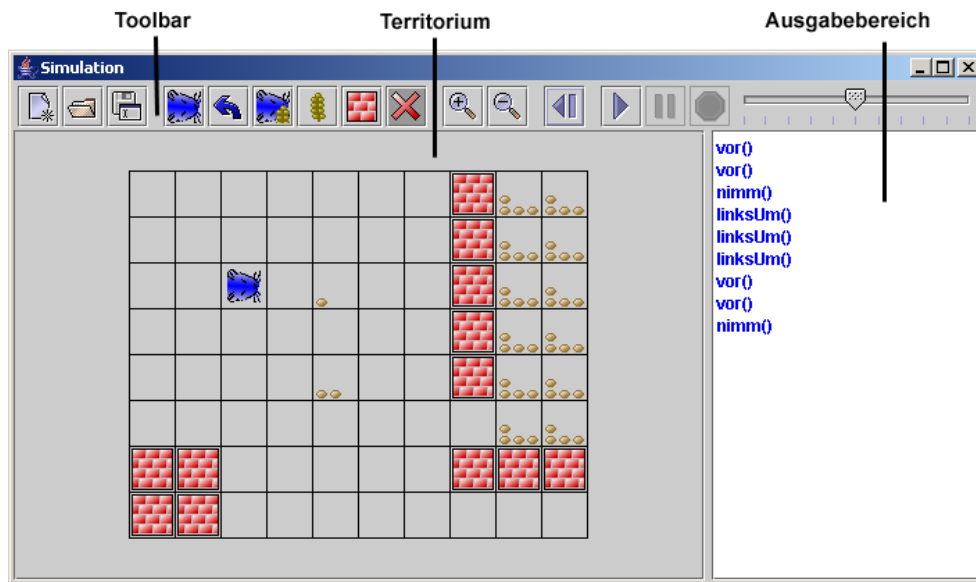 Toolbar
Territorium
Ausgabebereich
Simulation
vor()
vor()
nimm()
linksUm()
linksUm()
linksUm()
vor()
vor()
nimm()